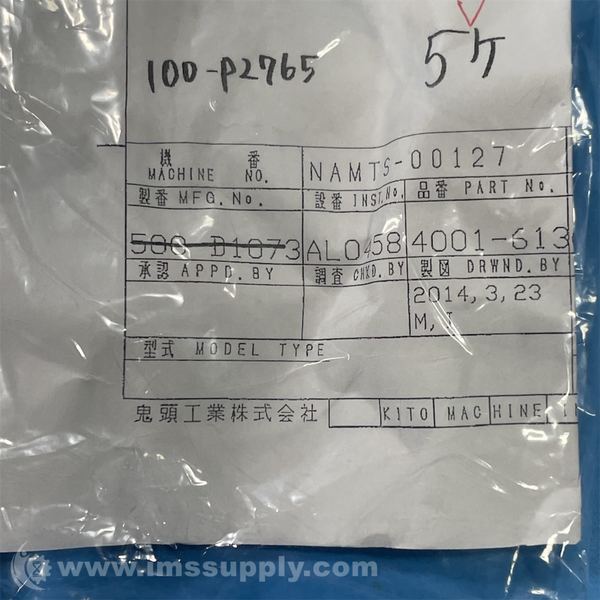 100-P2765 5ケ
機番 NAMTS-00127
MACHINE NO.
製番 MFG.No. 設番 INST.No. 品番 PART No.
500-D1073 AL0458 4001-613
承認 APPD.BY 調査 CHKD.BY 製図 DRWND.BY
2014,3,23
M,I
型式 MODEL TYPE
鬼頭工業株式会社 KITO MACHINE
www.imssupply.com